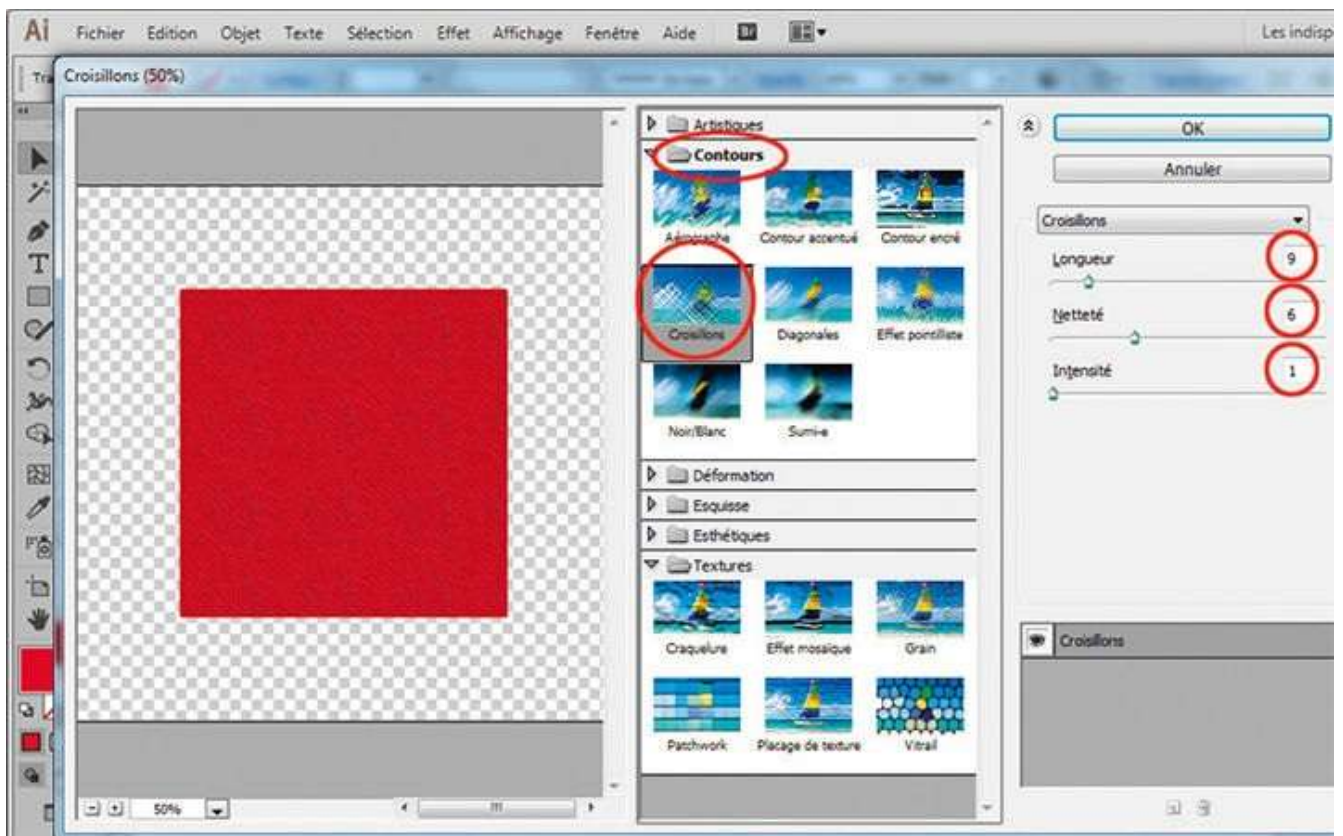 Ai Fichier Edition Objet Texte Sélection Effet Affichage Fenêtre Aide Br Les indisp
Tra
Croisillons (50%)
Artistiques
Contours
Aérographe Contour accentué Contour encré
Croisillons Diagonales Effet pointilliste
Noir/Blanc Sumi-e
Déformation
Esquisse
Esthétiques
Textures
Craquelure Effet mosaïque Grain
Patchwork Placage de texture Vitrail
50%
OK
Annuler
Croisillons
Longueur 9
Netteté 6
Intensité 1
Croisillons